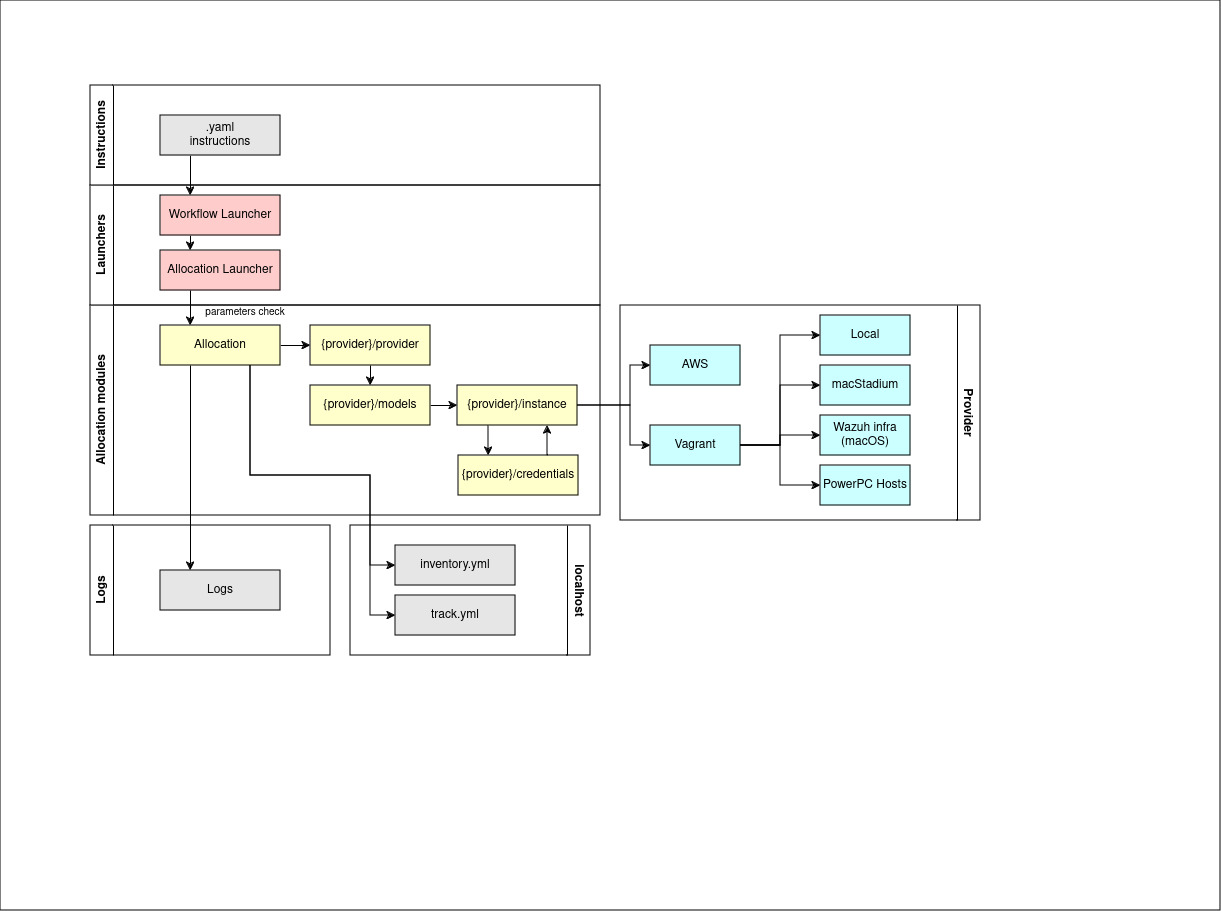 Instructions
.yaml
instructions
Launchers
Workflow Launcher
Allocation Launcher
Allocation modules
parameters check
Allocation
{provider}/provider
{provider}/models
{provider}/instance
{provider}/credentials
AWS
Vagrant
Local
macStadium
Wazuh infra
(macOS)
PowerPC Hosts
Provider
Logs
Logs
inventory.yml
track.yml
localhost